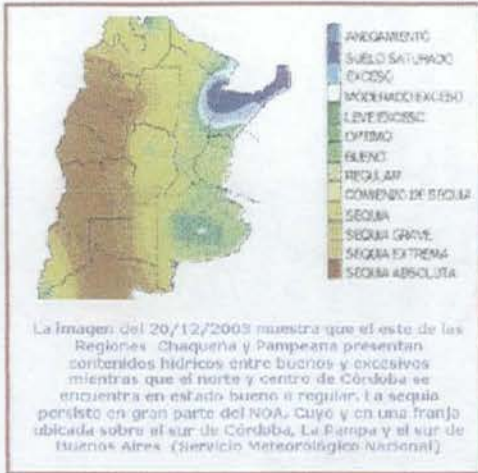 ANEGAMIENTO
SUELO SATURADO
EXCESO
MODERADO EXCESO
LEVE EXCESO
OPTIMO
BUENO
REGULAR
COMIENZO DE SEQUIA
SEQUIA
SEQUIA GRAVE
SEQUIA EXTREMA
SEQUIA ABSOLUTA
La imagen del 20/12/2003 muestra que el este de las
Regiones Chaqueña y Pampeana presentan
contenidos hídricos entre buenos y excesivos
mientras que el norte y centro de Córdoba se
encuentra en estado bueno a regular. La sequía
persiste en gran parte del NOA, Cuyo y en una franja
ubicada sobre el sur de Córdoba, La Pampa y el sur de
Buenos Aires (Servicio Meteorológico Nacional)